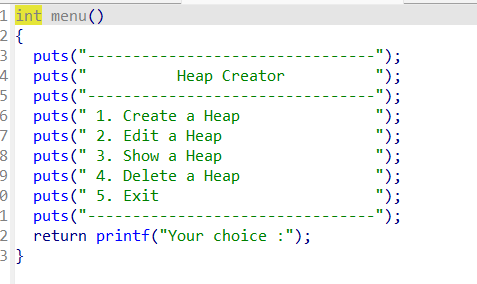 1 int menu()
2 {
3   puts("--------------------------------");
4   puts("          Heap Creator          ");
5   puts("--------------------------------");
6   puts(" 1. Create a Heap               ");
7   puts(" 2. Edit a Heap                 ");
8   puts(" 3. Show a Heap                 ");
9   puts(" 4. Delete a Heap               ");
0   puts(" 5. Exit                        ");
1   puts("--------------------------------");
2   return printf("Your choice :");
3 }